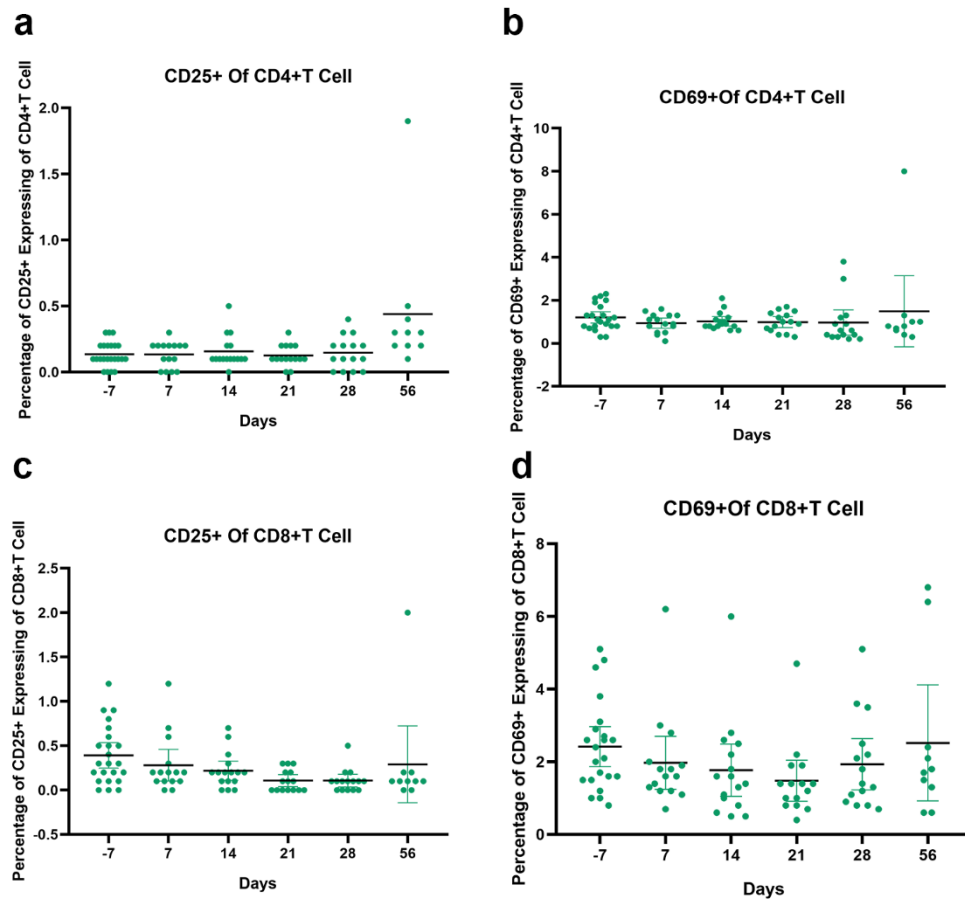 a
CD25+ Of CD4+T Cell
Percentage of CD25+ Expressing of CD4+T Cell
2.0
1.5
1.0
0.5
0.0
-7 7 14 21 28 56
Days
b
CD69+Of CD4+T Cell
Percentage of CD69+ Expressing of CD4+T Cell
10
8
6
4
2
0
-2
-7 7 14 21 28 56
Days
c
CD25+ Of CD8+T Cell
Percentage of CD25+ Expressing of CD8+T Cell
2.5
2.0
1.5
1.0
0.5
0.0
-0.5
-7 7 14 21 28 56
Days
d
CD69+Of CD8+T Cell
Percentage of CD69+ Expressing of CD8+T Cell
8
6
4
2
0
-7 7 14 21 28 56
Days